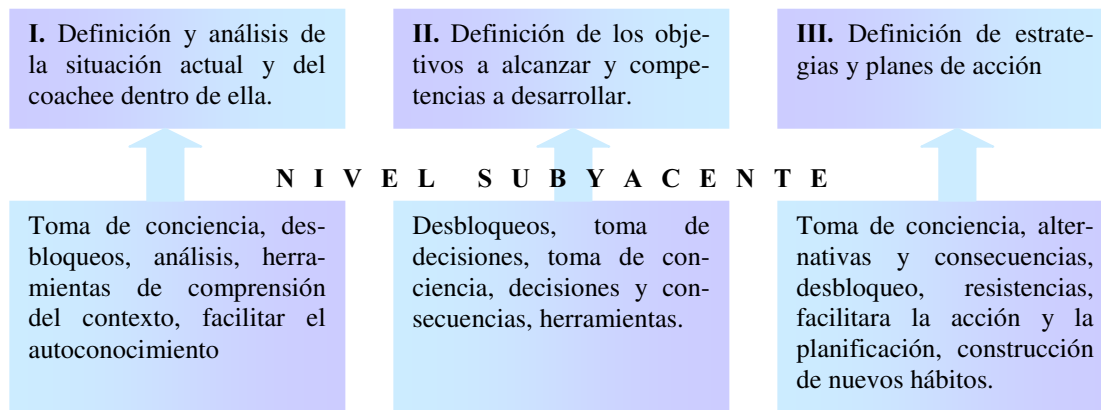 I. Definición y análisis de
la situación actual y del
coachee dentro de ella.
II. Definición de los obje-
tivos a alcanzar y compe-
tencias a desarrollar.
III. Definición de estrate-
gias y planes de acción
NIVEL SUBYACENTE
Toma de conciencia, des-
bloqueos, análisis, herra-
mientas de comprensión
del contexto, facilitar el
autoconocimiento
Desbloqueos, toma de
decisiones, toma de con-
ciencia, decisiones y con-
secuencias, herramientas.
Toma de conciencia, alter-
nativas y consecuencias,
desbloqueo, resistencias,
facilitara la acción y la
planificación, construcción
de nuevos hábitos.